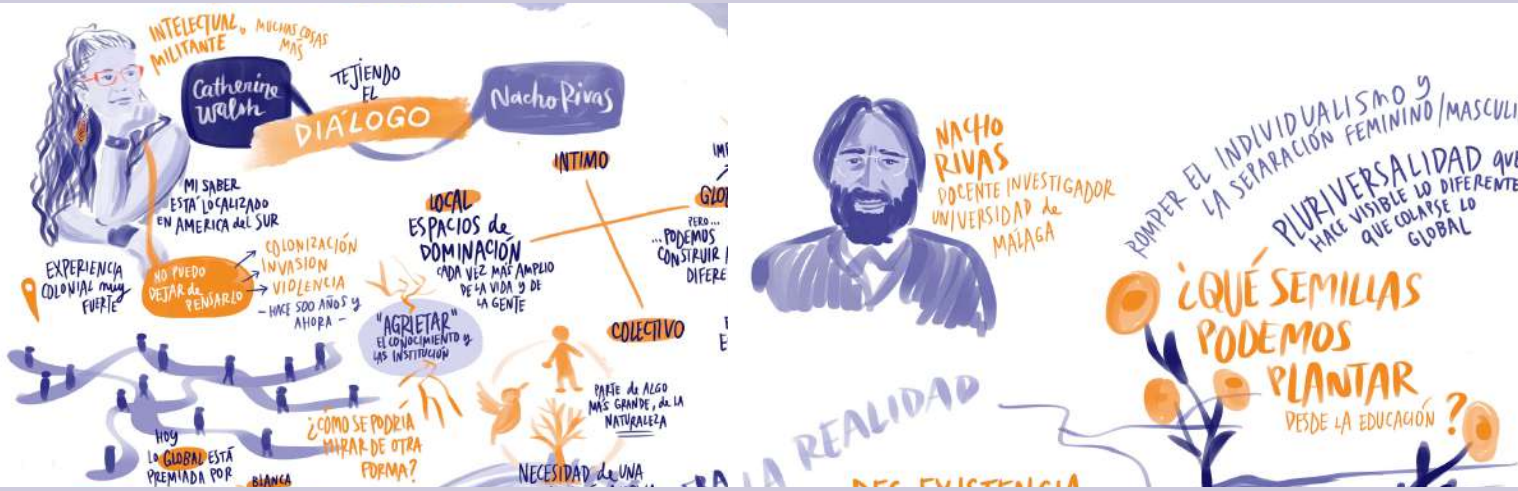 INTELECTUAL
MILITANTE
MUCHAS COSAS
MÁS
Catherine
Walsh
TEJIENDO
EL
DIÁLOGO
Nacho Rivas
MI SABER
ESTÁ LOCALIZADO
EN AMERICA del SUR
EXPERIENCIA
COLONIAL muy
FUERTE
NO PUEDO
DEJAR de
PENSARLO
COLONIZACIÓN
INVASION
VIOLENCIA
- HACE 500 AÑOS y
AHORA -
LOCAL
ESPACIOS de
DOMINACIÓN
CADA VEZ MÁS AMPLIO
DE LA VIDA Y DE
LA GENTE
INTIMO
COLECTIVO
PERO...
...PODEMOS
CONSTRUIR
"AGRIETAR"
EL CONOCIMIENTO y
LAS INSTITUCIÓN
¿CÓMO SE PODRÍA
MIRAR DE OTRA
FORMA?
PARTE de ALGO
MÁS GRANDE, de LA
NATURALEZA
HOY
LO GLOBAL ESTÁ
PREMIADA POR
BLANCA
NECESIDAD de UNA
NACHO
RIVAS
DOCENTE INVESTIGADOR
UNIVERSIDAD de
MÁLAGA
ROMPER EL INDIVIDUALISMO y
LA SEPARACIÓN FEMININO/MASCULI
PLURIVERSALIDAD QUE
HACE VISIBLE LO DIFERENTE
QUE COLAPSE LO
GLOBAL
¿QUÉ SEMILLAS
PODEMOS
PLANTAR
DESDE LA EDUCACIÓN?
LA REALIDAD
EXISTENCIA